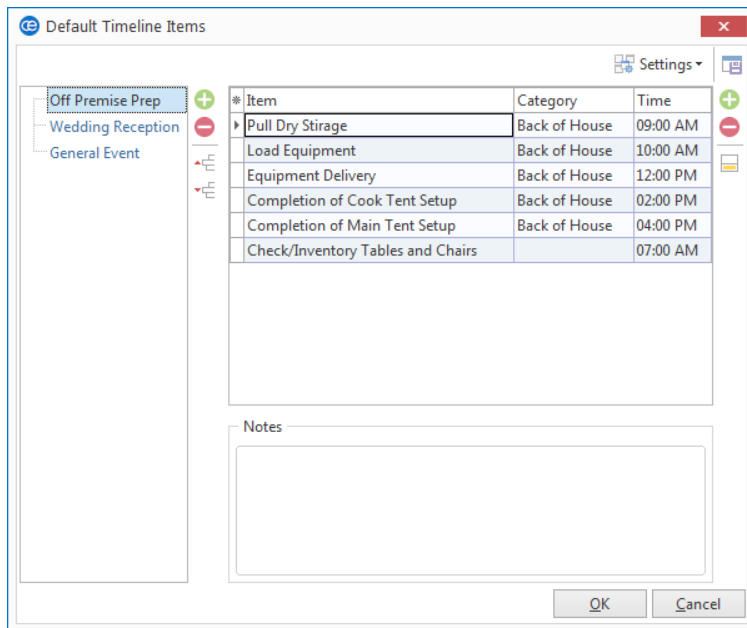 Default Timeline Items
Settings
Off Premise Prep
Wedding Reception
General Event
Item Category Time
Pull Dry Stirage Back of House 09:00 AM
Load Equipment Back of House 10:00 AM
Equipment Delivery Back of House 12:00 PM
Completion of Cook Tent Setup Back of House 02:00 PM
Completion of Main Tent Setup Back of House 04:00 PM
Check/Inventory Tables and Chairs 07:00 AM
Notes
OK Cancel